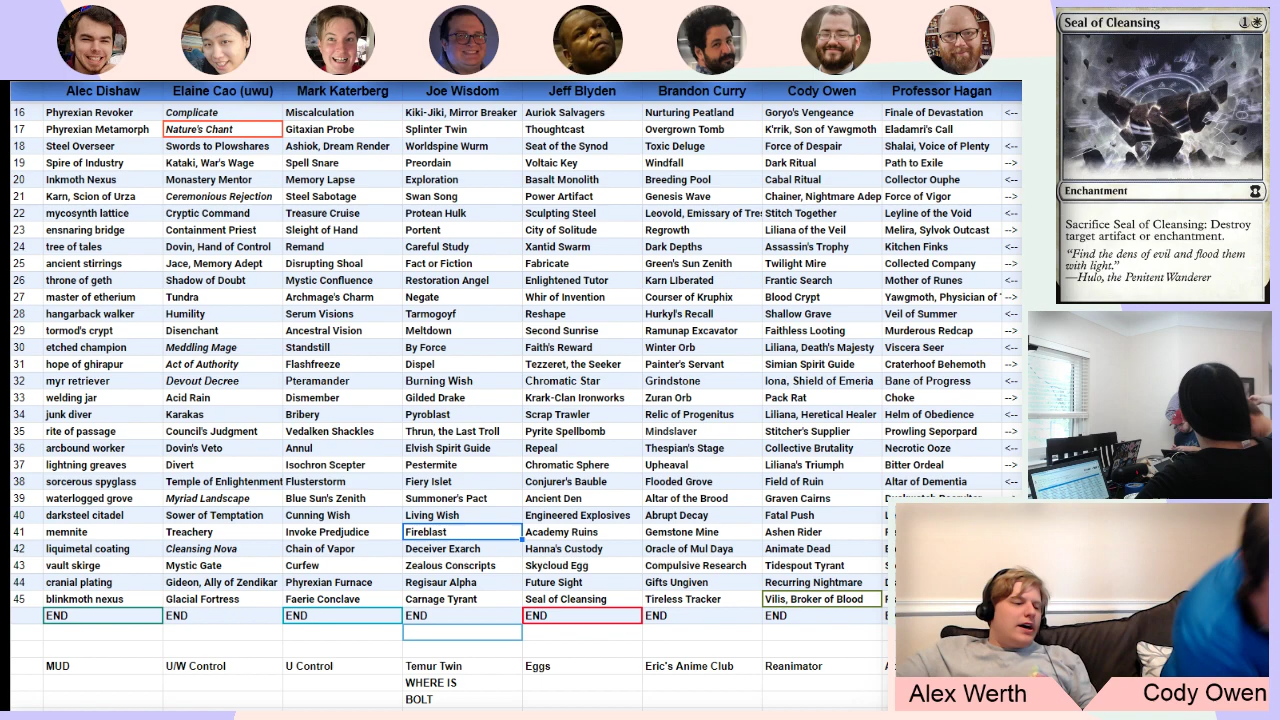 Alec Dishaw Elaine Cao (uwu) Mark Katerberg Joe Wisdom Jeff Blyden Brandon Curry Cody Owen Professor Hagan
16 Phyrexian Revoker Complicate Miscalculation Kiki-Jiki, Mirror Breaker Auriok Salvagers Nurturing Peatland Goryo's Vengeance Finale of Devastation <--
17 Phyrexian Metamorph Nature's Chant Gitaxian Probe Splinter Twin Thoughtcast Overgrown Tomb K'rrik, Son of Yawgmoth Eladamri's Call
18 Steel Overseer Swords to Plowshares Ashiok, Dream Render Worldspine Wurm Seat of the Synod Toxic Deluge Force of Despair Shalai, Voice of Plenty <--
19 Spire of Industry Kataki, War's Wage Spell Snare Preordain Voltaic Key Windfall Dark Ritual Path to Exile -->
20 Inkmoth Nexus Monastery Mentor Memory Lapse Exploration Basalt Monolith Breeding Pool Cabal Ritual Collector Ouphe <--
21 Karn, Scion of Urza Ceremonious Rejection Steel Sabotage Swan Song Power Artifact Genesis Wave Chainer, Nightmare Adep Force of Vigor -->
22 mycosynth lattice Cryptic Command Treasure Cruise Protean Hulk Sculpting Steel Leovold, Emissary of Tres Stitch Together Leyline of the Void <--
23 ensnaring bridge Containment Priest Sleight of Hand Portent City of Solitude Regrowth Liliana of the Veil Melira, Sylvok Outcast -->
24 tree of tales Dovin, Hand of Control Remand Careful Study Xantid Swarm Dark Depths Assassin's Trophy Kitchen Finks <--
25 ancient stirrings Jace, Memory Adept Disrupting Shoal Fact or Fiction Fabricate Green's Sun Zenith Twilight Mire Collected Company -->
26 throne of geth Shadow of Doubt Mystic Confluence Restoration Angel Enlightened Tutor Karn LIberated Frantic Search Mother of Runes <--
27 master of etherium Tundra Archmage's Charm Negate Whir of Invention Courser of Kruphix Blood Crypt Yawgmoth, Physician of -->
28 hangarback walker Humility Serum Visions Tarmogoyf Reshape Hurkyl's Recall Shallow Grave Veil of Summer <--
29 tormod's crypt Disenchant Ancestral Vision Meltdown Second Sunrise Ramunap Excavator Faithless Looting Murderous Redcap -->
30 etched champion Meddling Mage Standstill By Force Faith's Reward Winter Orb Liliana, Death's Majesty Viscera Seer <--
31 hope of ghirapur Act of Authority Flashfreeze Dispel Tezzeret, the Seeker Painter's Servant Simian Spirit Guide Craterhoof Behemoth -->
32 myr retriever Devout Decree Pteramander Burning Wish Chromatic Star Grindstone Iona, Shield of Emeria Bane of Progress <--
33 welding jar Acid Rain Dismember Gilded Drake Krark-Clan Ironworks Zuran Orb Pack Rat Choke -->
34 junk diver Karakas Bribery Pyroblast Scrap Trawler Relic of Progenitus Liliana, Heretical Healer Helm of Obedience <--
35 rite of passage Council's Judgment Vedalken Shackles Thrun, the Last Troll Pyrite Spellbomb Mindslaver Stitcher's Supplier Prowling Serpopard -->
36 arcbound worker Dovin's Veto Annul Elvish Spirit Guide Repeal Thespian's Stage Collective Brutality Necrotic Ooze <--
37 lightning greaves Divert Isochron Scepter Pestermite Chromatic Sphere Upheaval Liliana's Triumph Bitter Ordeal -->
38 sorcerous spyglass Temple of Enlightenment Flusterstorm Fiery Islet Conjurer's Bauble Flooded Grove Field of Ruin Altar of Dementia <--
39 waterlogged grove Myriad Landscape Blue Sun's Zenith Summoner's Pact Ancient Den Altar of the Brood Graven Cairns
40 darksteel citadel Sower of Temptation Cunning Wish Living Wish Engineered Explosives Abrupt Decay Fatal Push
41 memnite Treachery Invoke Predjudice Fireblast Academy Ruins Gemstone Mine Ashen Rider
42 liquimetal coating Cleansing Nova Chain of Vapor Deceiver Exarch Hanna's Custody Oracle of Mul Daya Animate Dead
43 vault skirge Mystic Gate Curfew Zealous Conscripts Skycloud Egg Compulsive Research Tidespout Tyrant
44 cranial plating Gideon, Ally of Zendikar Phyrexian Furnace Regisaur Alpha Future Sight Gifts Ungiven Recurring Nightmare
45 blinkmoth nexus Glacial Fortress Faerie Conclave Carnage Tyrant Seal of Cleansing Tireless Tracker Vilis, Broker of Blood
END END END END END END
MUD U/W Control U Control Temur Twin Eggs Eric's Anime Club Reanimator
WHERE IS
BOLT
Seal of Cleansing 1
Enchantment
Sacrifice Seal of Cleansing: Destroy
target artifact or enchantment.
"Find the dens of evil and flood them
with light."
—Hulo, the Penitent Wanderer
Alex Werth
Cody Owen